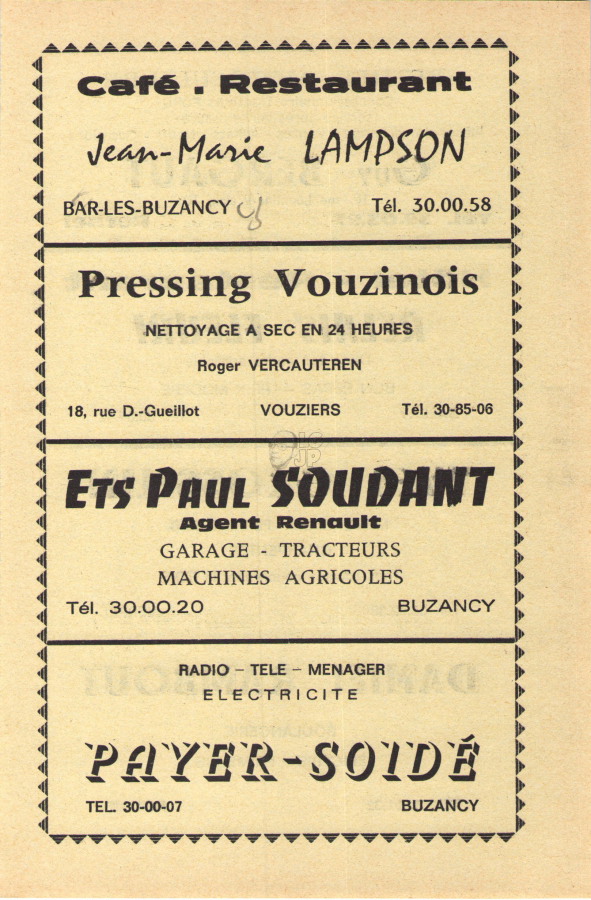 Café . Restaurant
Jean-Marie LAMPSON
BAR-LES-BUZANCY Tél. 30.00.58
Pressing Vouzinois
NETTOYAGE A SEC EN 24 HEURES
Roger VERCAUTEREN
18, rue D.-Gueillot VOUZIERS Tél. 30-85-06
ETS PAUL SOUDANT
Agent Renault
GARAGE - TRACTEURS
MACHINES AGRICOLES
Tél. 30.00.20 BUZANCY
RADIO - TELE - MENAGER
ELECTRICITE
PAYER-SOIDÉ
TEL. 30-00-07 BUZANCY